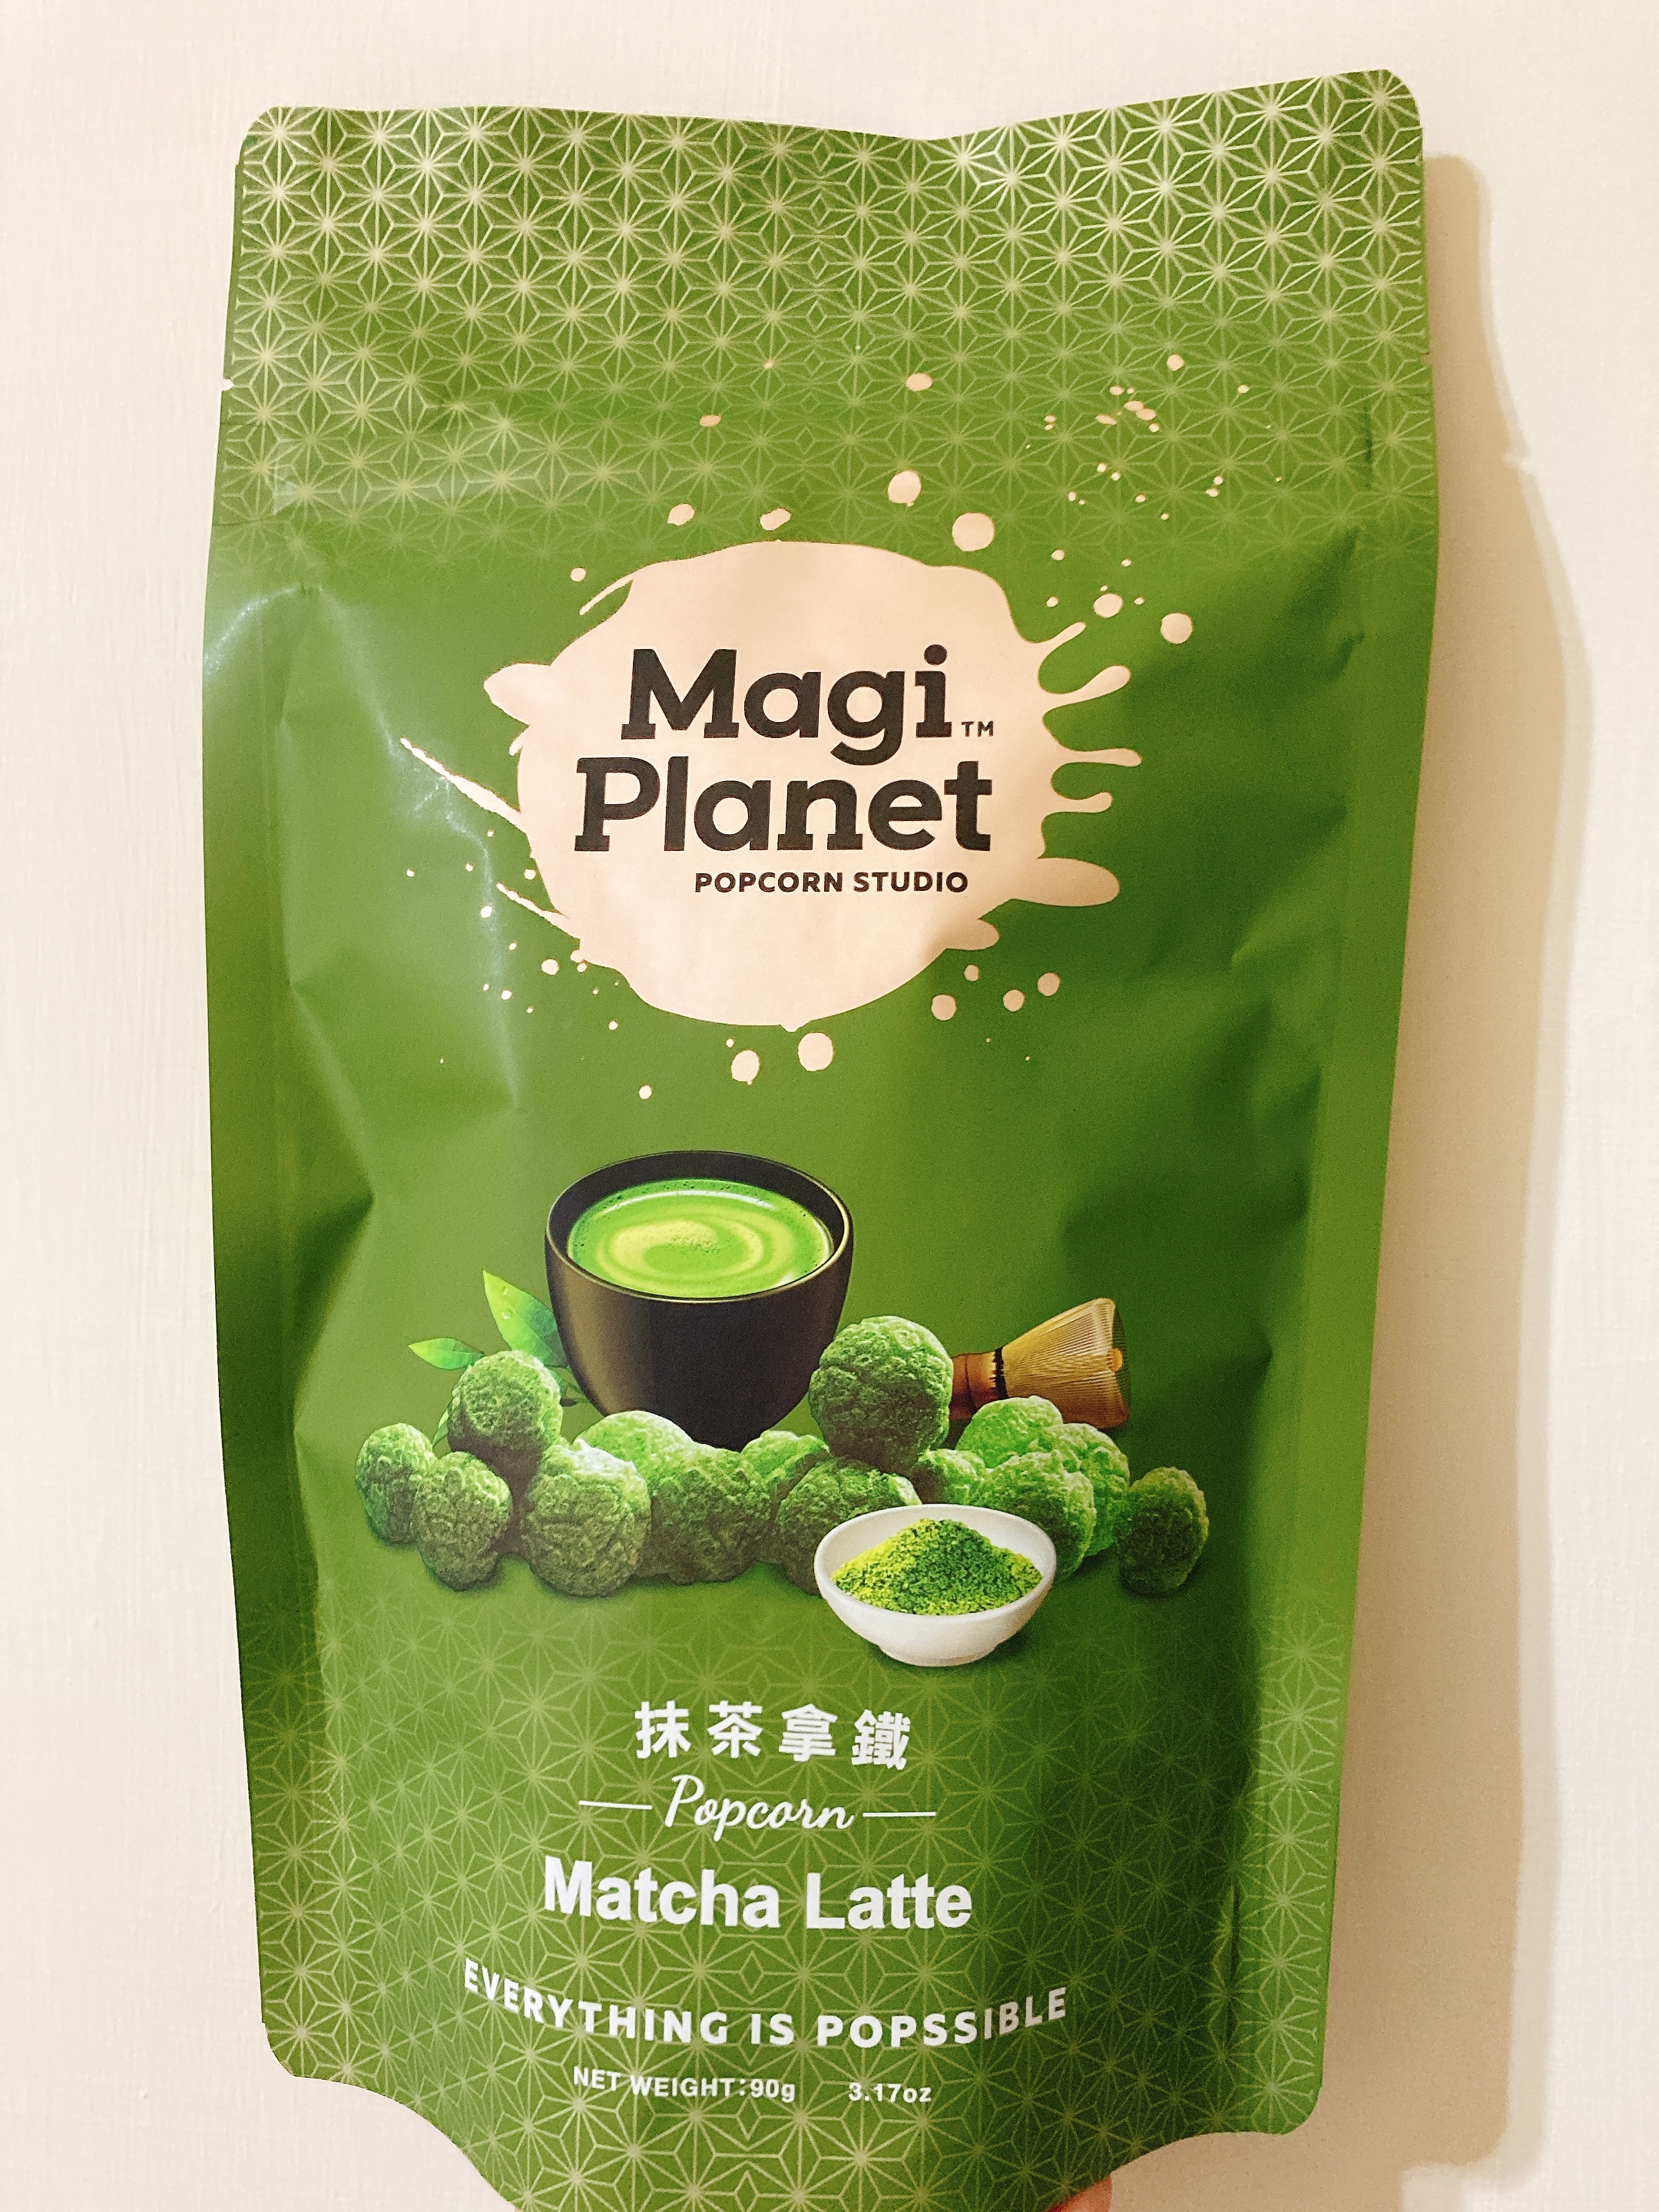 Magi™
Planet
POPCORN STUDIO
抹茶拿鐵
Popcorn
Matcha Latte
EVERYTHING IS POPSSIBLE
NET WEIGHT:90g 3.17oz